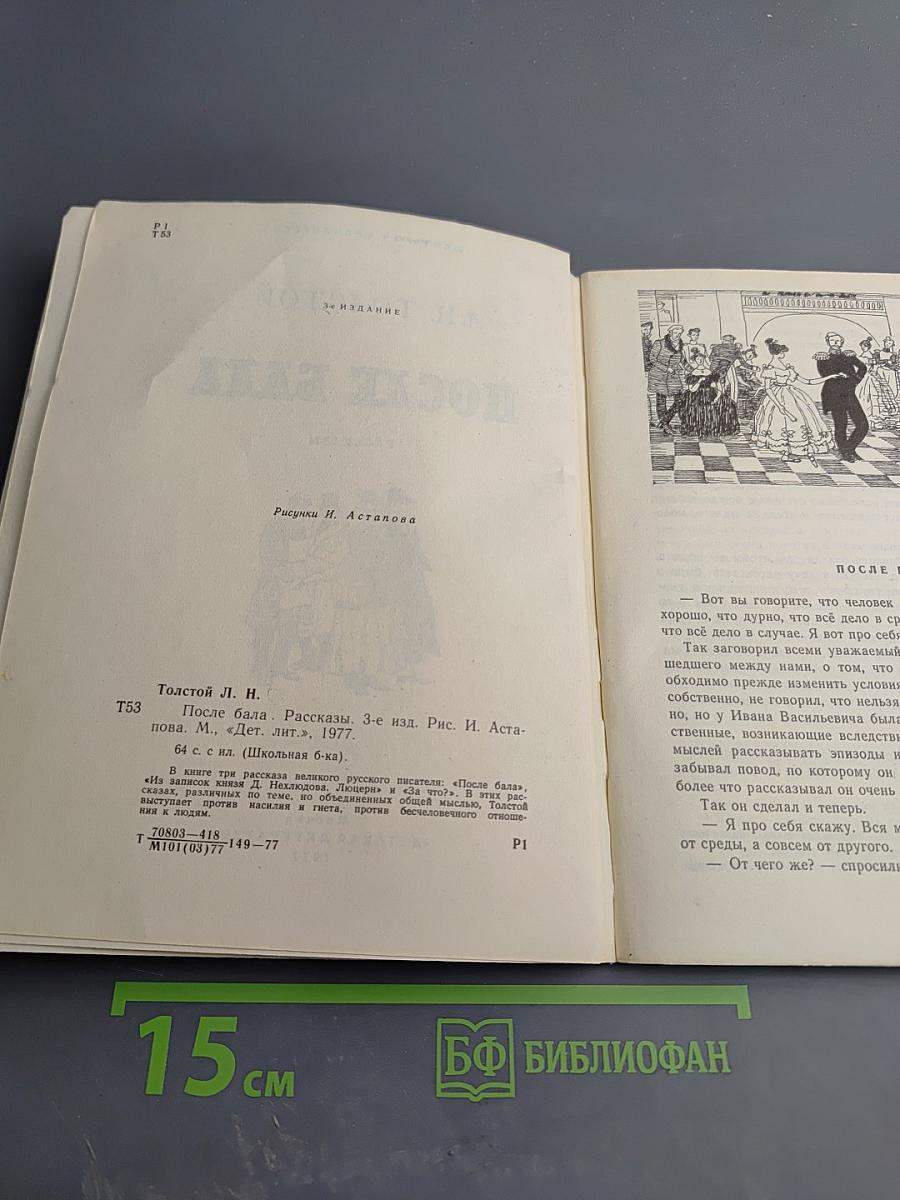 Р 1
Т 53
3-е ИЗДАНИЕ
Рисунки И. Астапова
Толстой Л. Н.
Т53 После бала. Рассказы. 3-е изд. Рис. И. Аста-
пова. М., «Дет. лит.», 1977.
64 с. с ил. (Школьная б-ка).
В книге три рассказа великого русского писателя: «После бала»,
«Из записок князя Д. Нехлюдова. Люцерн» и «За что?». В этих рас-
сказах, различных по теме, но объединенных общей мыслью, Толстой
выступает против насилия и гнета, против бесчеловечного отноше-
ния к людям.
70803—418
Т М101(03)77 149—77 Р1
ПОСЛЕ
— Вот вы говорите, что человек
хорошо, что дурно, что всё дело в
что всё дело в случае. Я вот про себя
Так заговорил всеми уважаемый
шедшего между нами, о том, что
обходимо прежде изменить условия
собственно, не говорил, что нельзя
но, но у Ивана Васильевича была
ственные, возникающие вследствие
мыслей рассказывать эпизоды
забывал повод, по которому он
более что рассказывал он очень
Так он сделал и теперь.
— Я про себя скажу. Вся
от среды, а совсем от другого.
— От чего же? — спросили
15 см
БФ БИБЛИОФАН